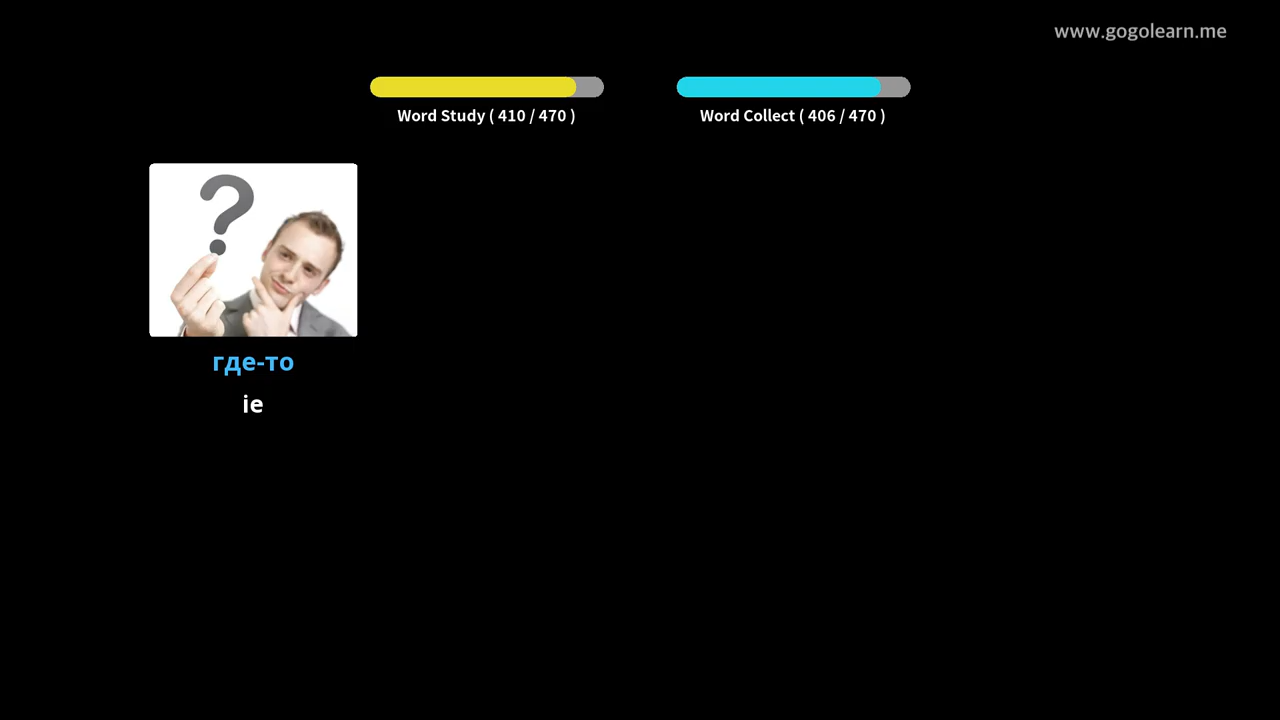 www.gogolearn.me
Word Study ( 410 / 470 )
Word Collect ( 406 / 470 )
?
где-то
ie